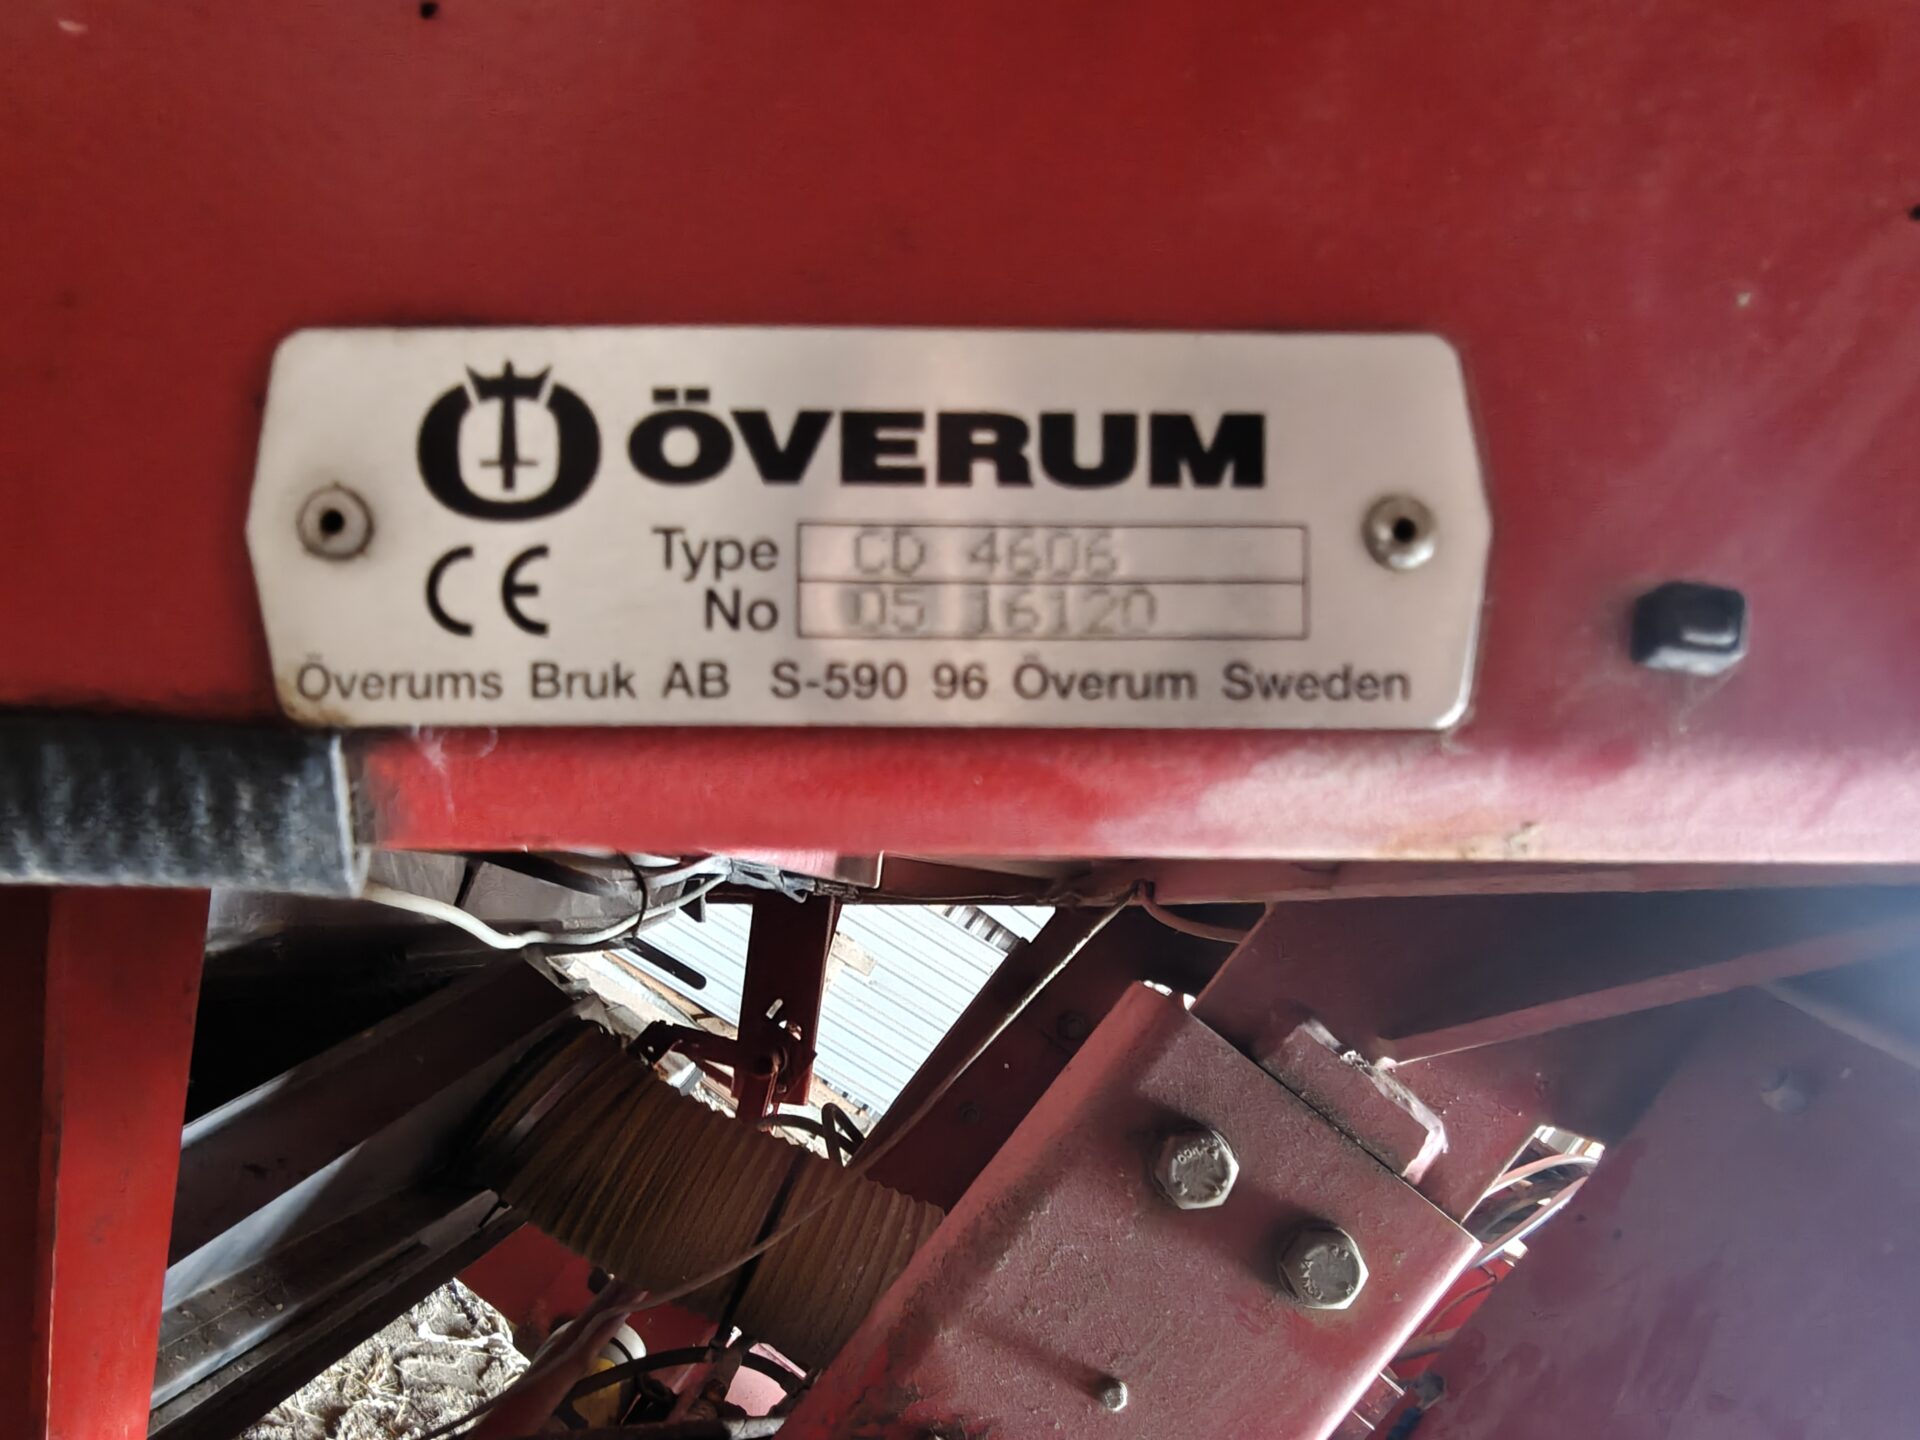 ÖVERUM
CE
Type CD 4606
No 05 16120
Överums Bruk AB S-590 96 Överum Sweden